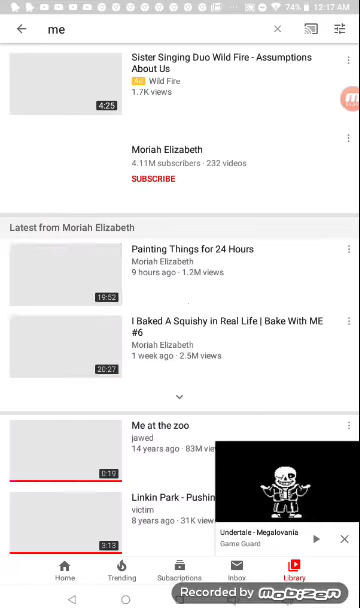 74% 12:17 AM
me
Sister Singing Duo Wild Fire - Assumptions
About Us
Ad Wild Fire
1.7K views
4:25
Moriah Elizabeth
4.11M subscribers · 232 videos
SUBSCRIBE
Latest from Moriah Elizabeth
Painting Things for 24 Hours
Moriah Elizabeth
9 hours ago · 1.2M views
19:52
I Baked A Squishy in Real Life | Bake With ME
#6
Moriah Elizabeth
1 week ago · 2.5M views
20:27
Me at the zoo
jawed
14 years ago · 83M vie
0:19
Linkin Park - Pushin
victim
8 years ago · 31K view
3:13
Undertale - Megalovania
Game Guard
Home
Trending
Subscriptions
Inbox
Library
Recorded by Mobizen